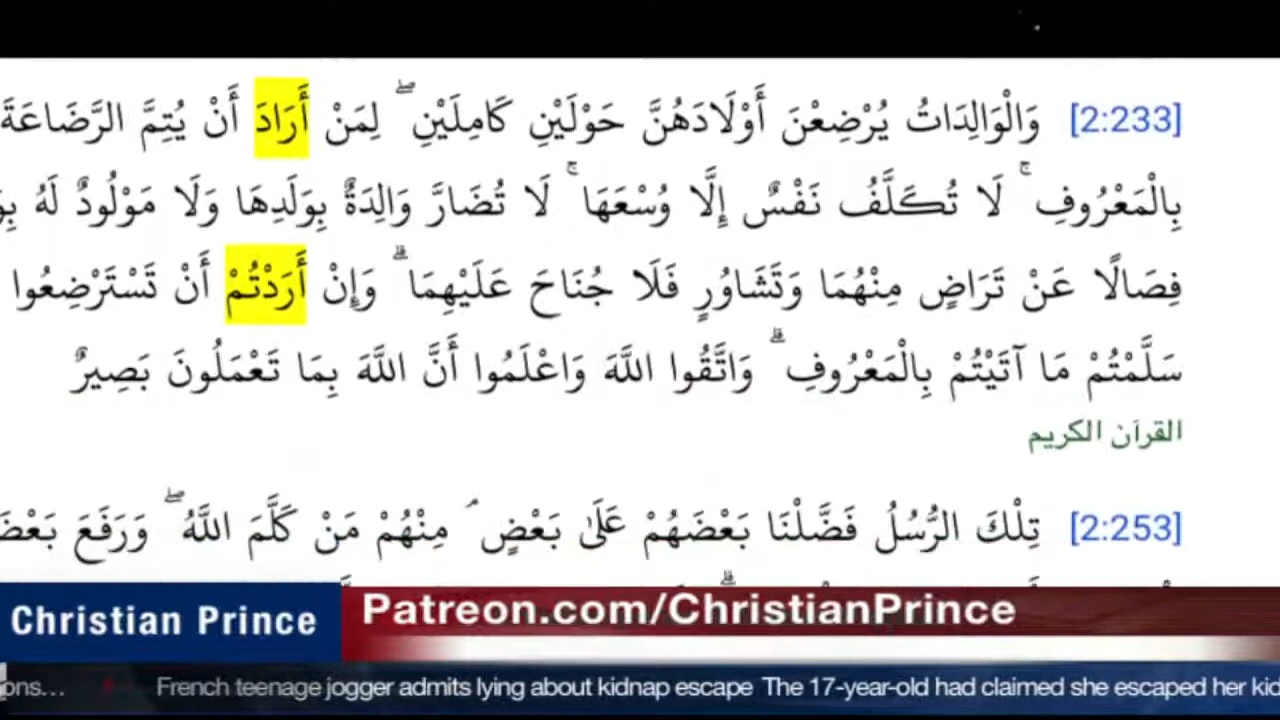 [2:233] وَالْوَالِدَاتُ يُرْضِعْنَ أَوْلَادَهُنَّ حَوْلَيْنِ كَامِلَيْنِ ۖ لِمَنْ أَرَادَ أَنْ يُتِمَّ الرَّضَاعَةَ
بِالْمَعْرُوفِ ۚ لَا تُكَلَّفُ نَفْسٌ إِلَّا وُسْعَهَا ۚ لَا تُضَارَّ وَالِدَةٌ بِوَلَدِهَا وَلَا مَوْلُودٌ لَهُ
فِصَالًا عَنْ تَرَاضٍ مِنْهُمَا وَتَشَاوُرٍ فَلَا جُنَاحَ عَلَيْهِمَا ۗ وَإِنْ أَرَدْتُمْ أَنْ تَسْتَرْضِعُوا
سَلَّمْتُمْ مَا آتَيْتُمْ بِالْمَعْرُوفِ ۗ وَاتَّقُوا اللَّهَ وَاعْلَمُوا أَنَّ اللَّهَ بِمَا تَعْمَلُونَ بَصِيرٌ
القرآن الكريم
[2:253] تِلْكَ الرُّسُلُ فَضَّلْنَا بَعْضَهُمْ عَلَىٰ بَعْضٍ ۘ مِنْهُمْ مَنْ كَلَّمَ اللَّهُ ۖ وَرَفَعَ
Christian Prince
Patreon.com/ChristianPrince
ons... French teenage jogger admits lying about kidnap escape The 17-year-old had claimed she escaped her kid